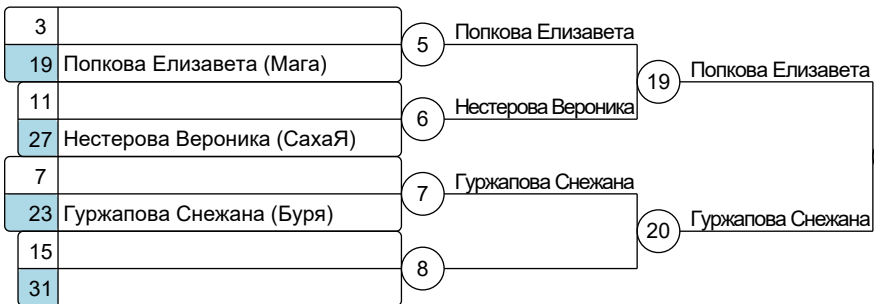 3
19 Попкова Елизавета (Мага)
11
27 Нестерова Вероника (СахаЯ)
7
23 Гуржапова Снежана (Буря)
15
31
5
Попкова Елизавета
6
Нестерова Вероника
7
Гуржапова Снежана
8
19
Попкова Елизавета
20
Гуржапова Снежана